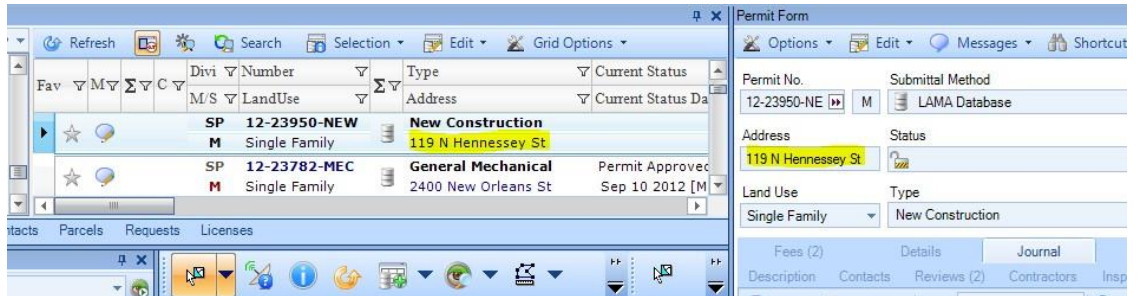 Permit Form
Refresh Search Selection Edit Grid Options
Options Edit Messages Shortcut
Fav M Σ C Divi Number Σ Type Current Status
M/S LandUse Address Current Status Da
SP 12-23950-NEW New Construction
M Single Family 119 N Hennessey St
SP 12-23782-MEC General Mechanical Permit Approved
M Single Family 2400 New Orleans St Sep 10 2012 [M
Permit No. Submittal Method
12-23950-NE M LAMA Database
Address Status
119 N Hennessey St
Land Use Type
Single Family New Construction
Fees (2) Details Journal
Description Contacts Reviews (2) Contractors Insp
tacts Parcels Requests Licenses